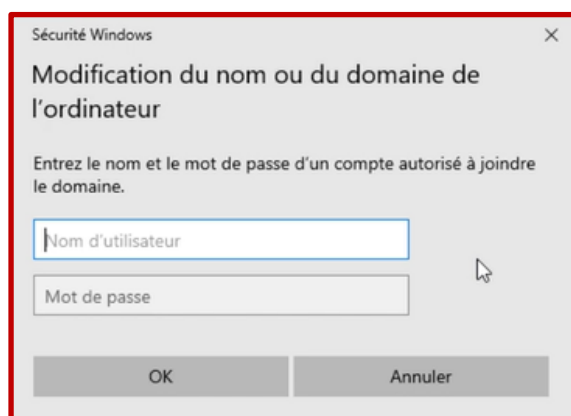 Sécurité Windows
Modification du nom ou du domaine de
l'ordinateur
Entrez le nom et le mot de passe d'un compte autorisé à joindre
le domaine.
Nom d'utilisateur
Mot de passe
OK
Annuler